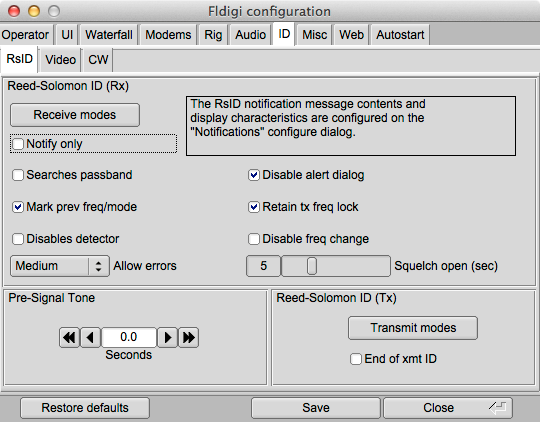 Fldigi configuration
Operator UI Waterfall Modems Rig Audio ID Misc Web Autostart
RsID Video CW
Reed-Solomon ID (Rx)
Receive modes
The RsID notification message contents and
display characteristics are configured on the
"Notifications" configure dialog.
Notify only
Searches passband Disable alert dialog
Mark prev freq/mode Retain tx freq lock
Disables detector Disable freq change
Medium Allow errors 5 Squelch open (sec)
Pre-Signal Tone
0.0
Seconds
Reed-Solomon ID (Tx)
Transmit modes
End of xmt ID
Restore defaults Save Close